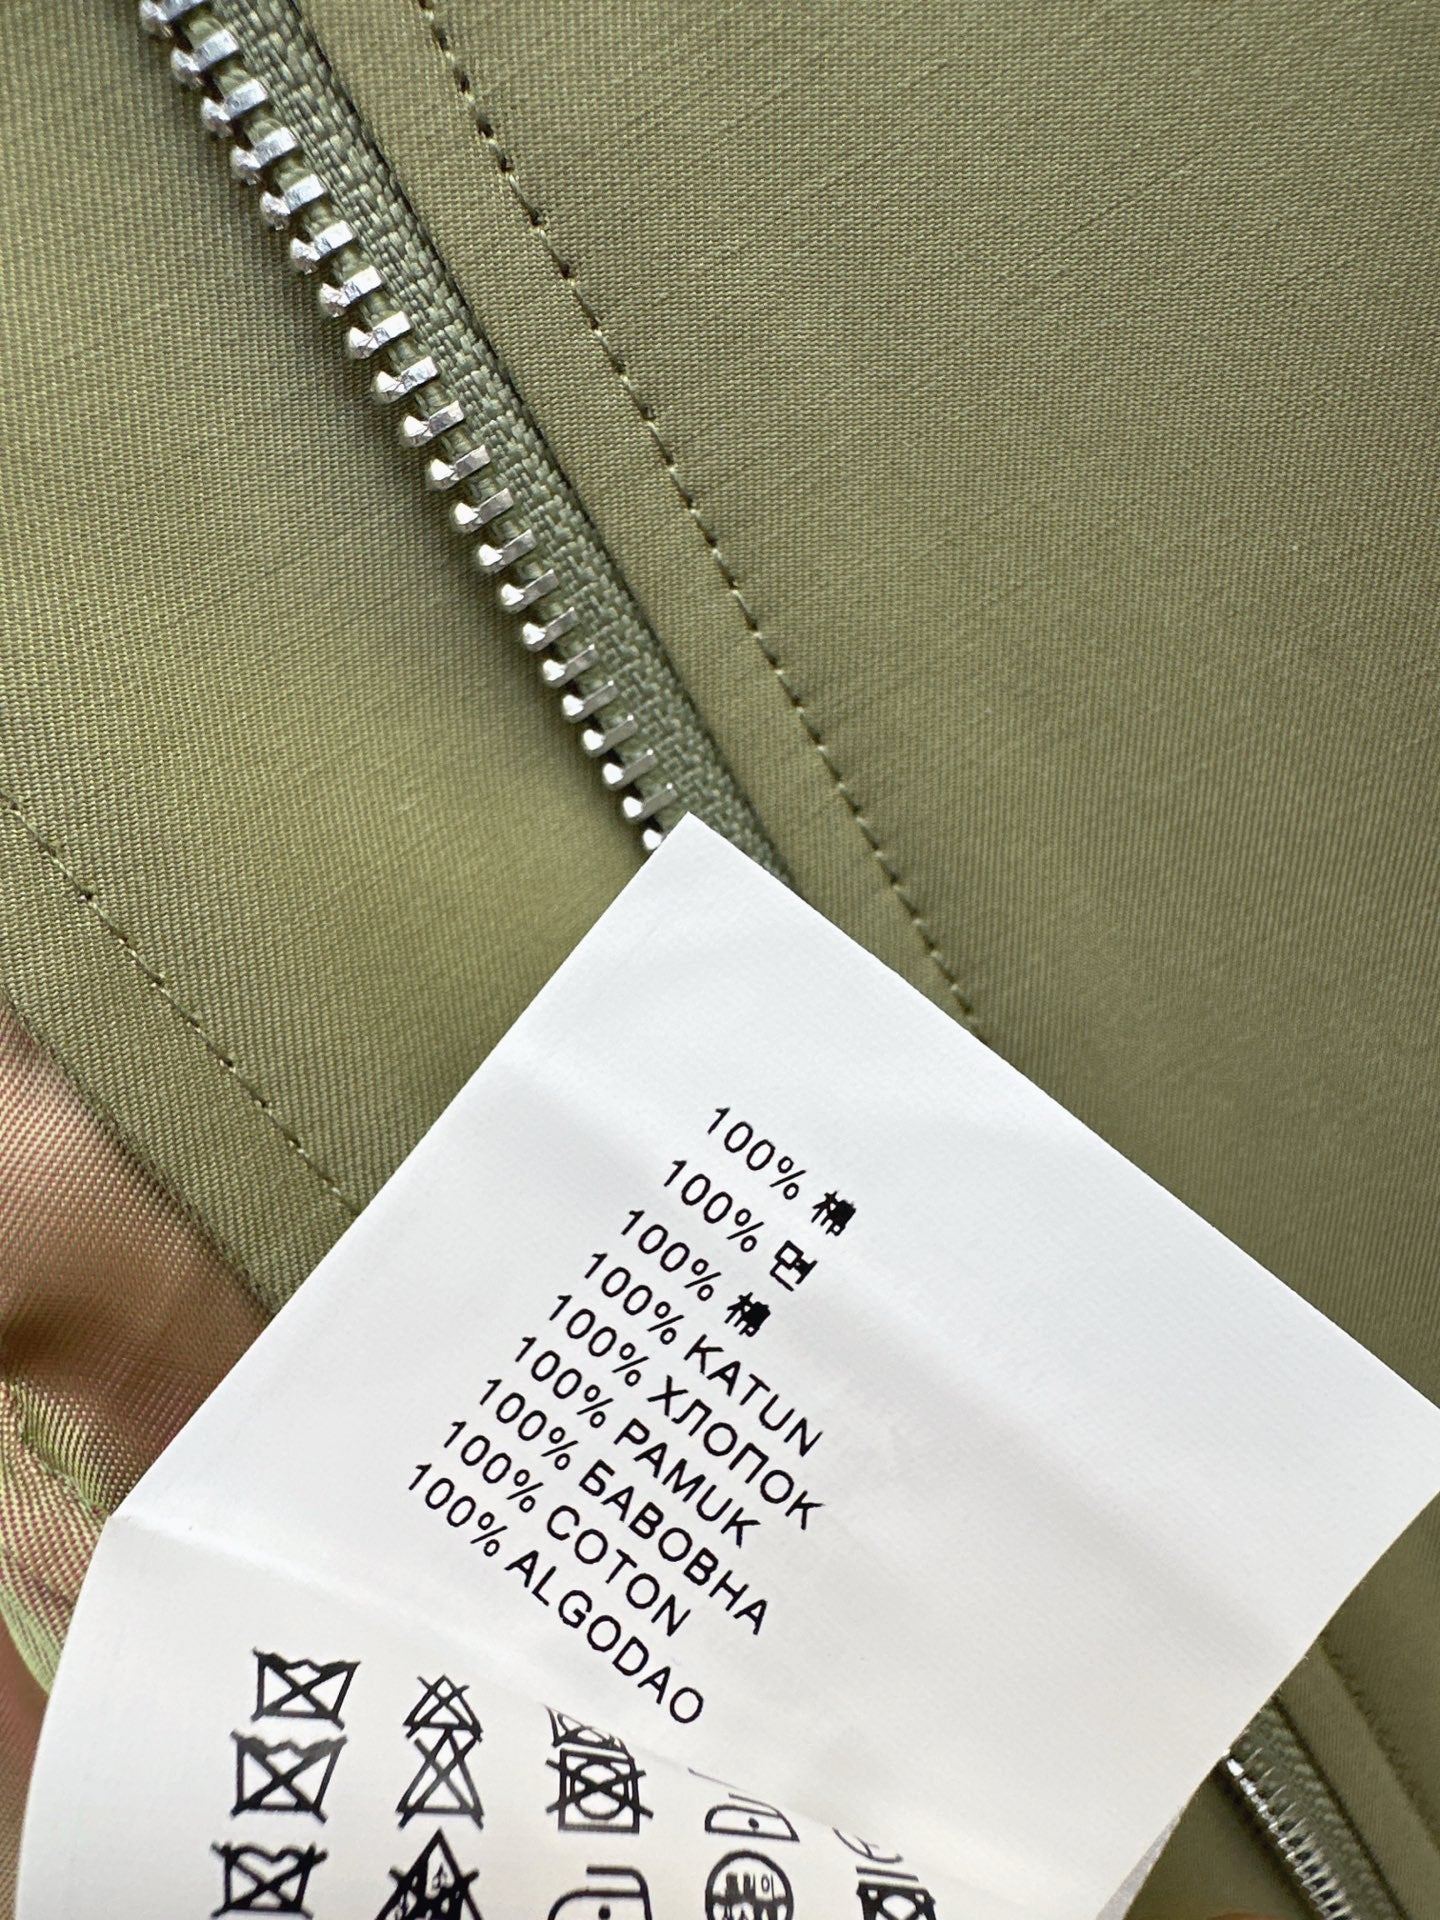 100% 棉
100% 면
100% 棉
100% KATUN
100% ХЛОПОК
100% PAMUK
100% БАВОВНА
100% COTON
100% ALGODAO